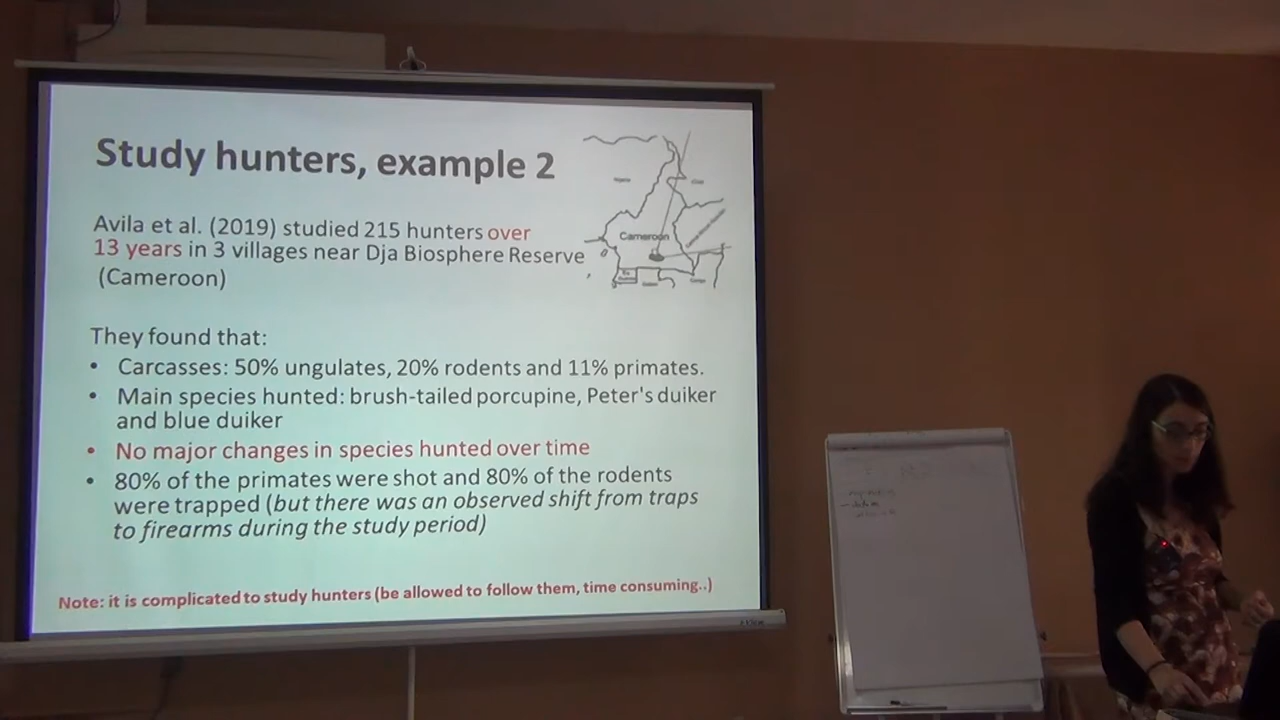 Study hunters, example 2
Avila et al. (2019) studied 215 hunters over
13 years in 3 villages near Dja Biosphere Reserve
(Cameroon)
Cameroon
They found that:
• Carcasses: 50% ungulates, 20% rodents and 11% primates.
• Main species hunted: brush-tailed porcupine, Peter's duiker
and blue duiker
• No major changes in species hunted over time
• 80% of the primates were shot and 80% of the rodents
were trapped (but there was an observed shift from traps
to firearms during the study period)
Note: it is complicated to study hunters (be allowed to follow them, time consuming..)